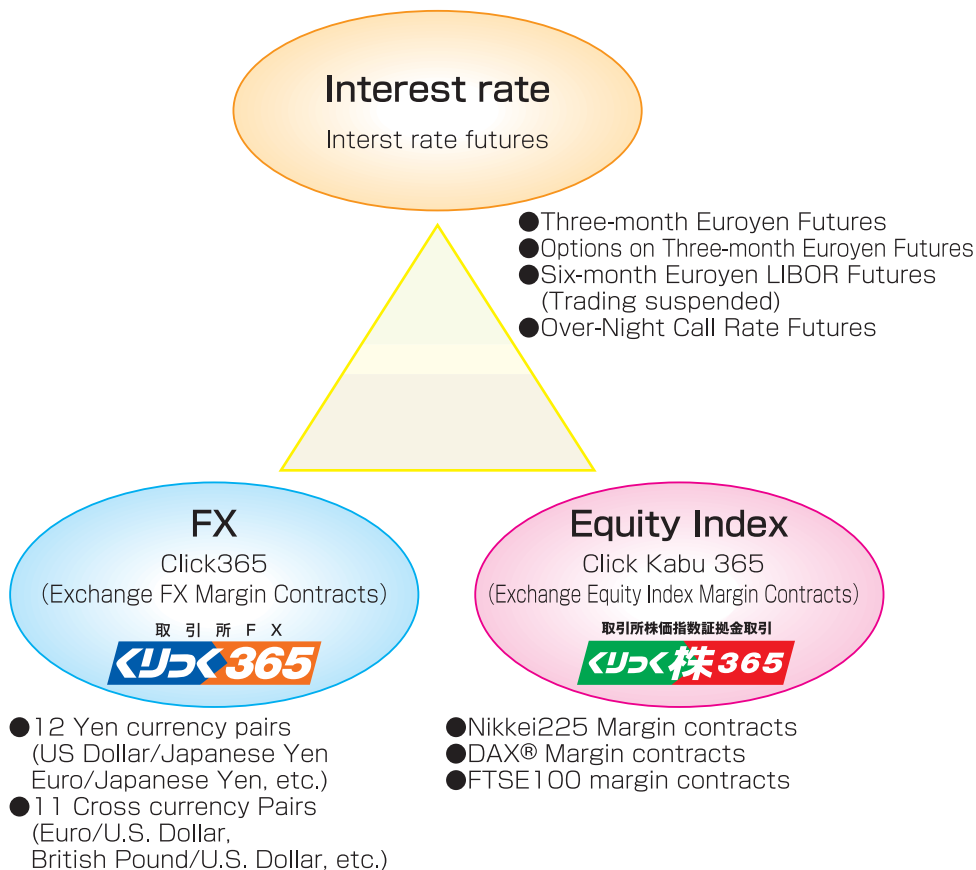 Interest rate
Interst rate futures
●Three-month Euroyen Futures
●Options on Three-month Euroyen Futures
●Six-month Euroyen LIBOR Futures
(Trading suspended)
●Over-Night Call Rate Futures
FX
Click365
(Exchange FX Margin Contracts)
取引所FX
くりっく365
●12 Yen currency pairs
(US Dollar/Japanese Yen
Euro/Japanese Yen, etc.)
●11 Cross currency Pairs
(Euro/U.S. Dollar,
British Pound/U.S. Dollar, etc.)
Equity Index
Click Kabu 365
(Exchange Equity Index Margin Contracts)
取引所株価指数証拠金取引
くりっく株365
●Nikkei225 Margin contracts
●DAX® Margin contracts
●FTSE100 margin contracts